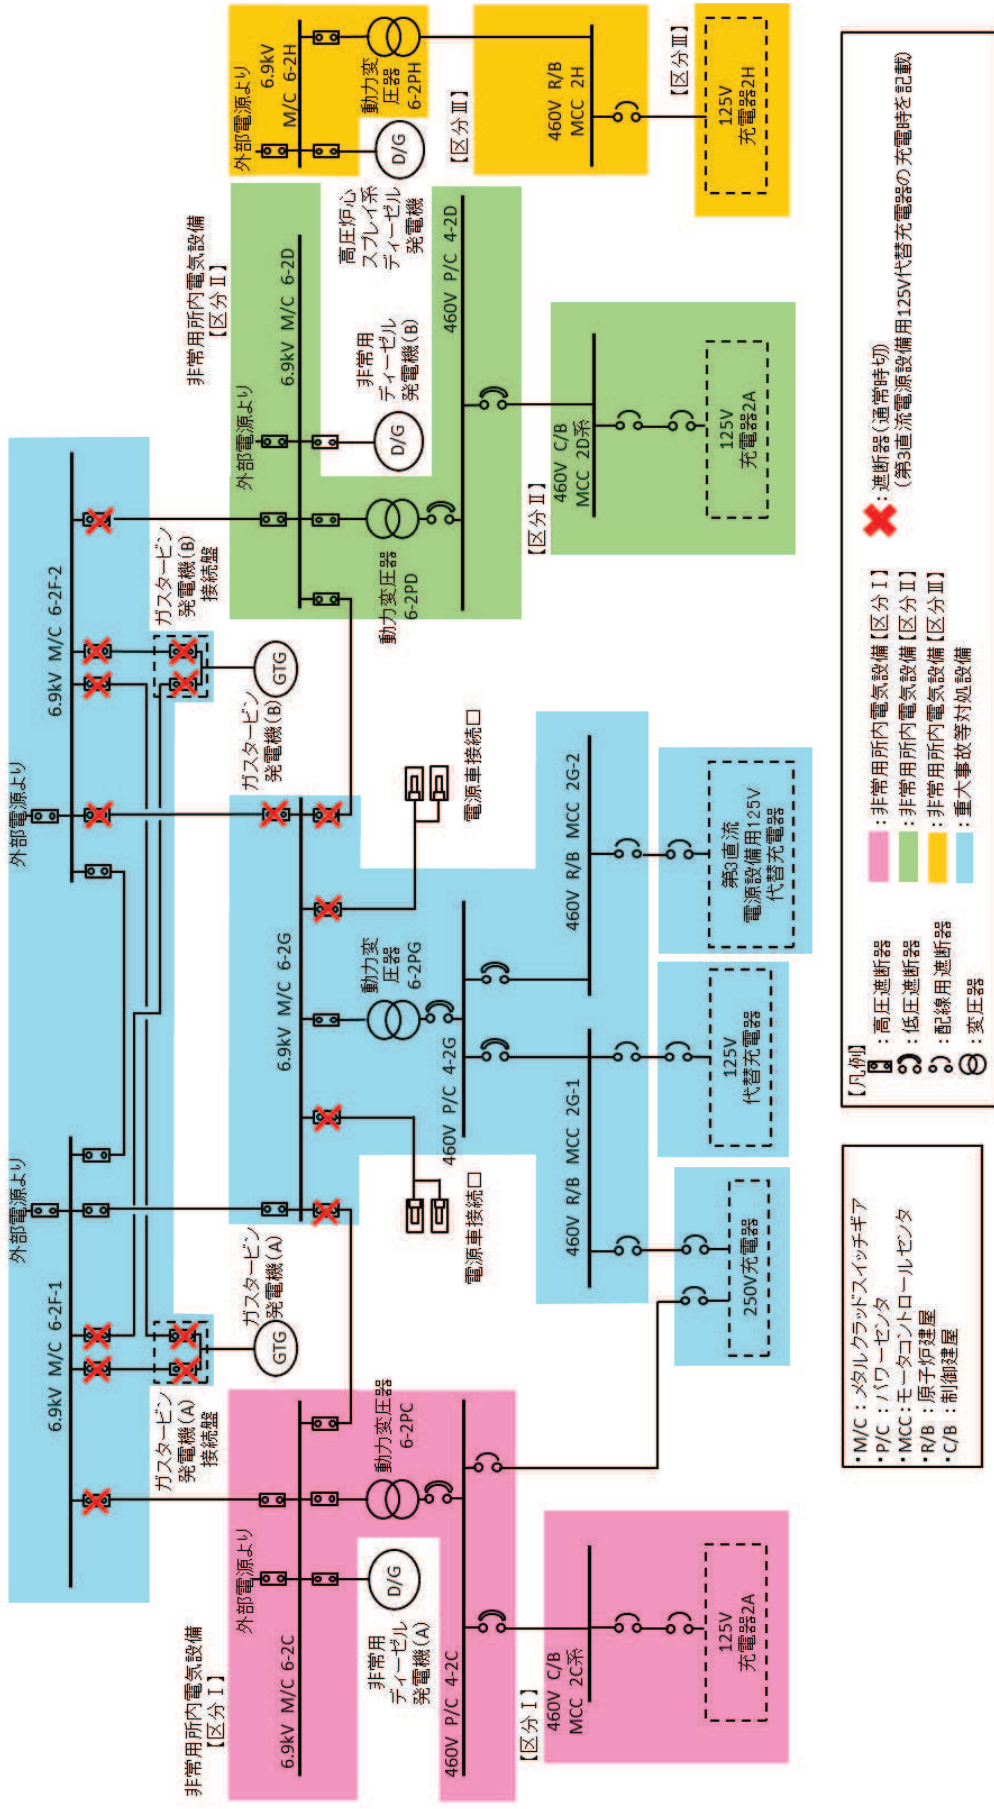 外部電源より
外部電源より
6.9kV M/C 6-2F-1
6.9kV M/C 6-2F-2
ガスタービン
発電機(A)
接続盤
GTG
ガスタービン
発電機(A)
ガスタービン
発電機(B)
接続盤
GTG
ガスタービン
発電機(B)
非常用所内電気設備
【区分Ⅰ】
外部電源より
6.9kV M/C 6-2C
D/G
非常用
ディーゼル
発電機(A)
動力変圧器
6-2PC
460V P/C 4-2C
【区分Ⅰ】
460V C/B
MCC 2C系
125V
充電器2A
6.9kV M/C 6-2G
電源車接続口
動力変
圧器
6-2PG
電源車接続口
460V P/C 4-2G
460V R/B MCC 2G-1
460V R/B MCC 2G-2
250V充電器
125V
代替充電器
第3直流
電源設備用125V
代替充電器
非常用所内電気設備
【区分Ⅱ】
外部電源より
6.9kV M/C 6-2D
動力変圧器
6-2PD
D/G
非常用
ディーゼル
発電機(B)
460V P/C 4-2D
【区分Ⅱ】
460V C/B
MCC 2D系
125V
充電器2A
外部電源より
6.9kV
M/C 6-2H
D/G
高圧炉心
スプレイ系
ディーゼル
発電機
動力変
圧器
6-2PH
【区分Ⅲ】
460V R/B
MCC 2H
【区分Ⅲ】
125V
充電器2H
・M/C：メタルクラッドスイッチギア
・P/C：パワーセンタ
・MCC：モータコントロールセンタ
・R/B：原子炉建屋
・C/B：制御建屋
【凡例】
：高圧遮断器
：低圧遮断器
：配線用遮断器
：変圧器
：非常用所内電気設備【区分Ⅰ】
：非常用所内電気設備【区分Ⅱ】
：非常用所内電気設備【区分Ⅲ】
：重大事故等対処設備
：遮断器(通常時切)
(第3直流電源設備用125V代替充電器の充電時を記載)